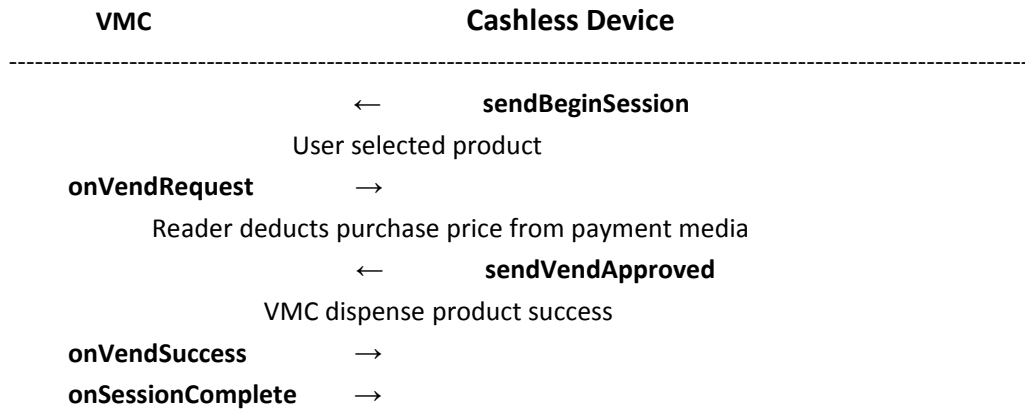 VMC Cashless Device
--------------------------------------------------------------------------------------------------------------------
← sendBeginSession
User selected product
onVendRequest →
Reader deducts purchase price from payment media
← sendVendApproved
VMC dispense product success
onVendSuccess →
onSessionComplete →